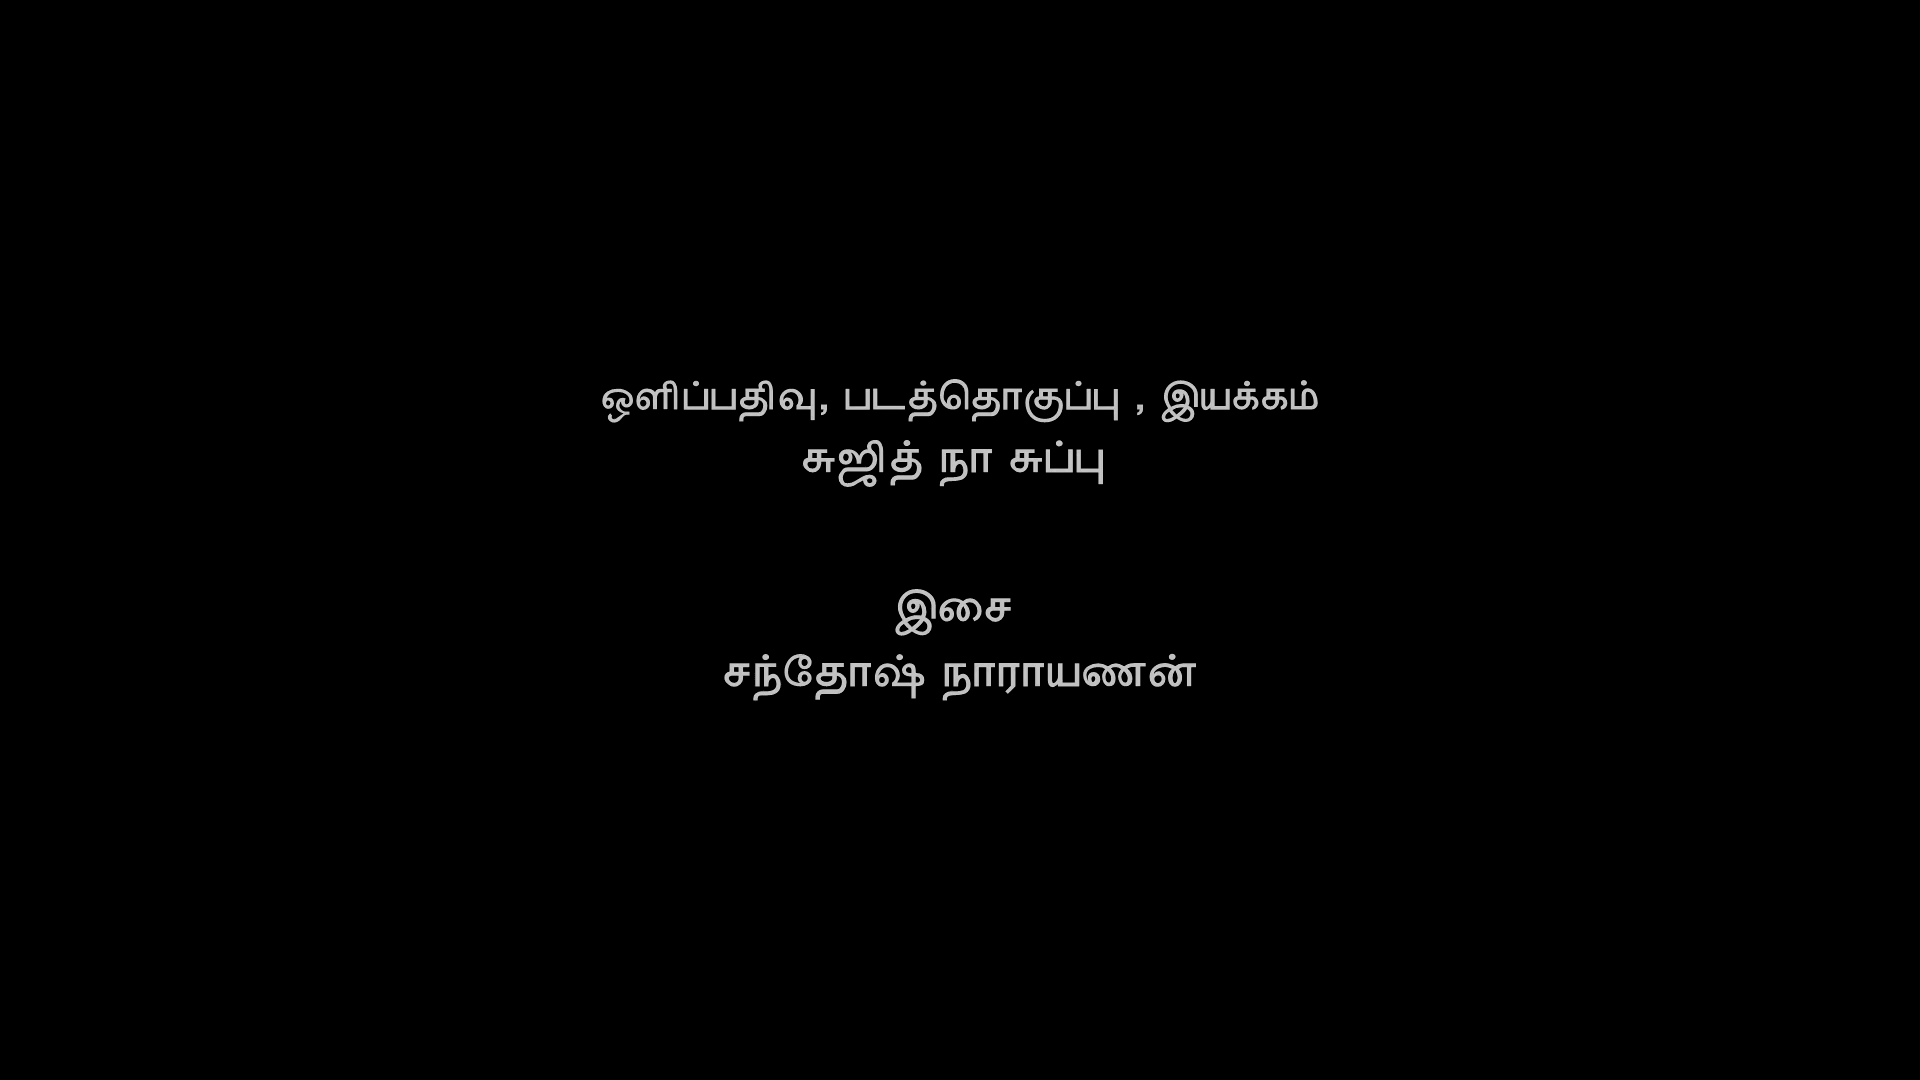 ஒளிப்பதிவு, படத்தொகுப்பு , இயக்கம்
சுஜித் நா சுப்பு
இசை
சந்தோஷ் நாராயணன்